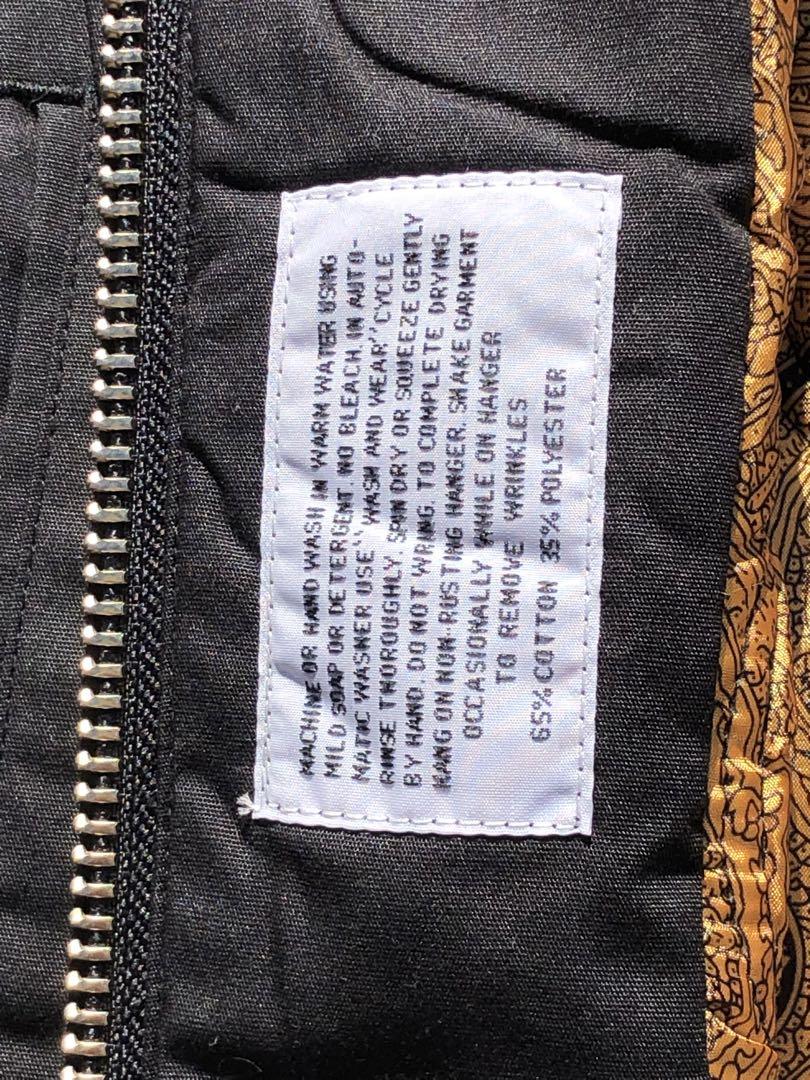 MACHINE OR HAND WASH IN WARM WATER USING
MILD SOAP OR DETERGENT. NO BLEACH IN AUTO-
MATIC WASHER USE "WASH AND WEAR" CYCLE
RINSE THOROUGHLY. SPIN DRY OR SQUEEZE GENTLY
BY HAND. DO NOT WRING. TO COMPLETE DRYING
HANG ON NON-RUSTING HANGER. SHAKE GARMENT
OCCASIONALLY WHILE ON HANGER
TO REMOVE WRINKLES
65% COTTON 35% POLYESTER